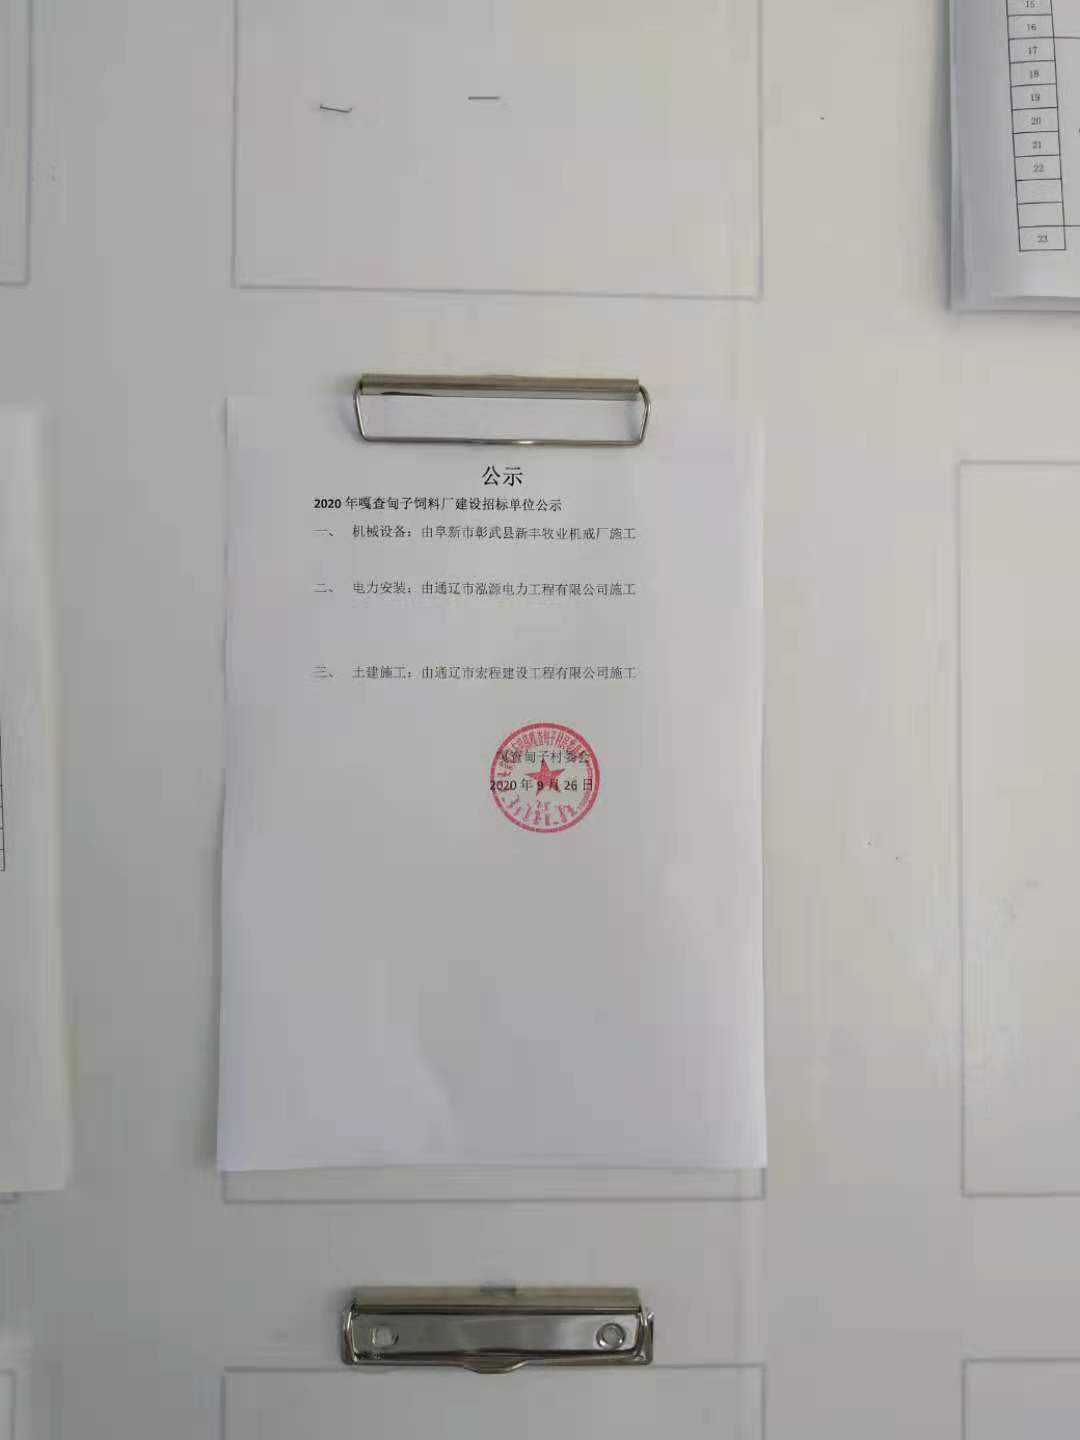 15
16
17
18
19
20
21
22
23
公示
2020 年嘎查甸子饲料厂建设招标单位公示
一、 机械设备：由阜新市彰武县新丰牧业机戒厂施工
二、 电力安装：由通辽市泓源电力工程有限公司施工
三、 土建施工：由通辽市宏程建设工程有限公司施工
嘎查甸子村委会
2020 年 9 月 26 日